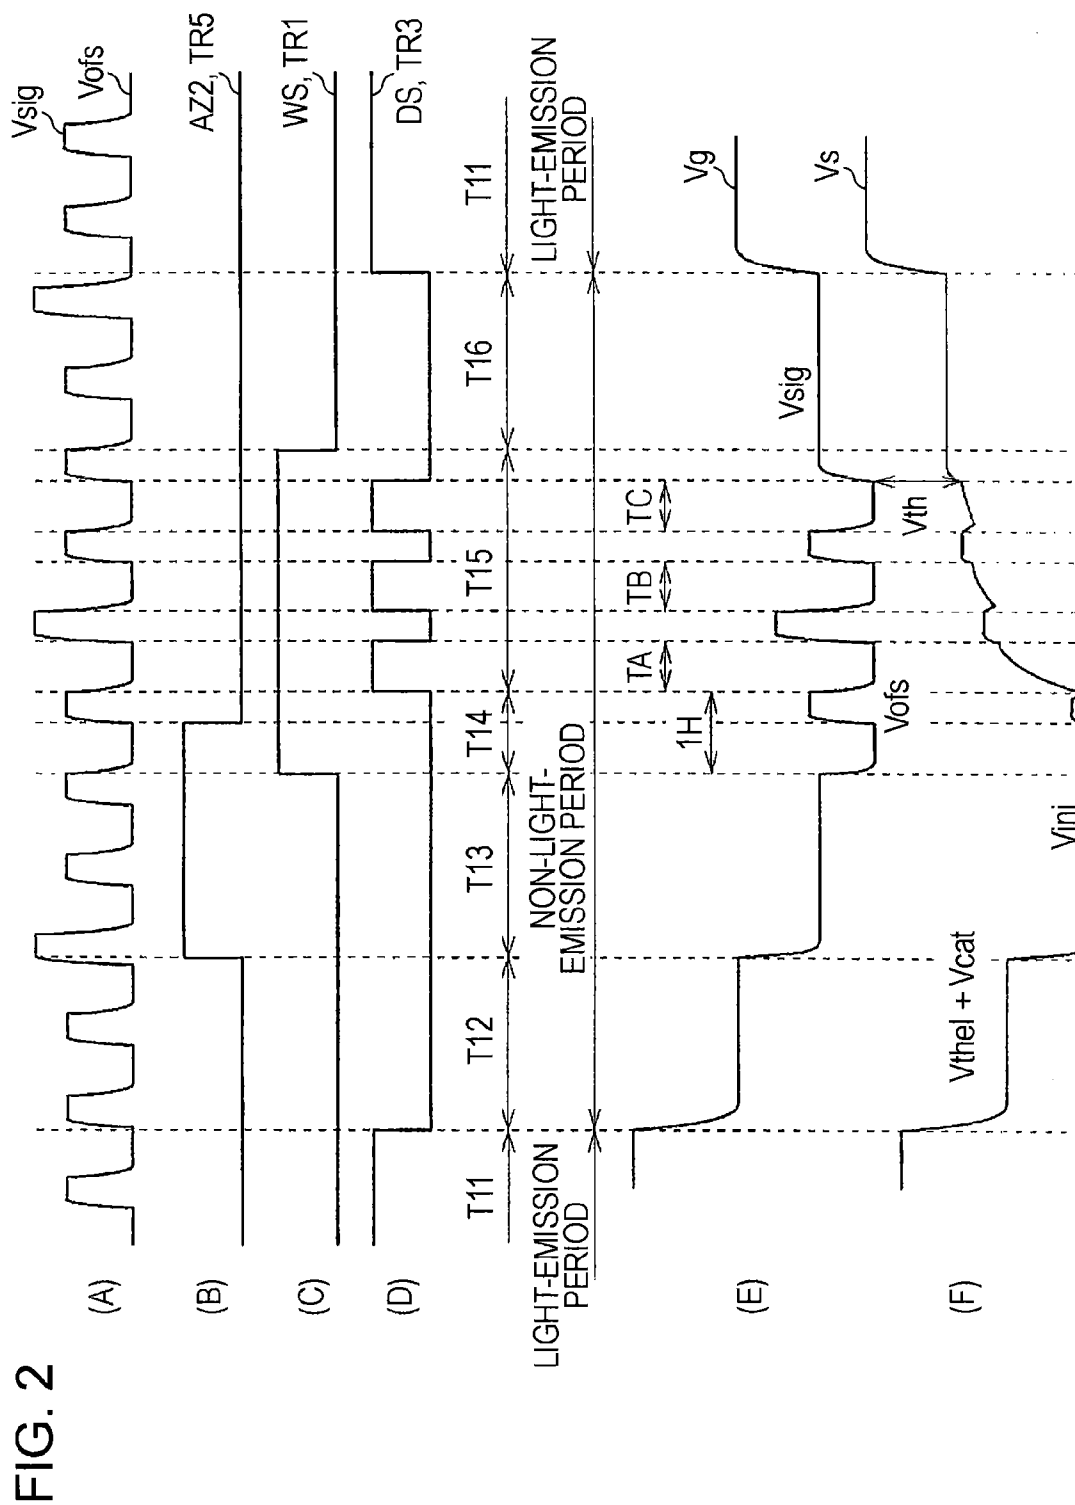 FIG. 2
(A)
Vsig
Vofs
(B)
AZ2, TR5
(C)
WS, TR1
(D)
DS, TR3
T11
T12
T13
T14
T15
T16
T11
LIGHT-EMISSION
PERIOD
NON-LIGHT-
EMISSION PERIOD
LIGHT-EMISSION
PERIOD
1H
TA
TB
TC
(E)
Vofs
Vsig
Vg
(F)
Vthel + Vcat
Vini
Vth
Vs